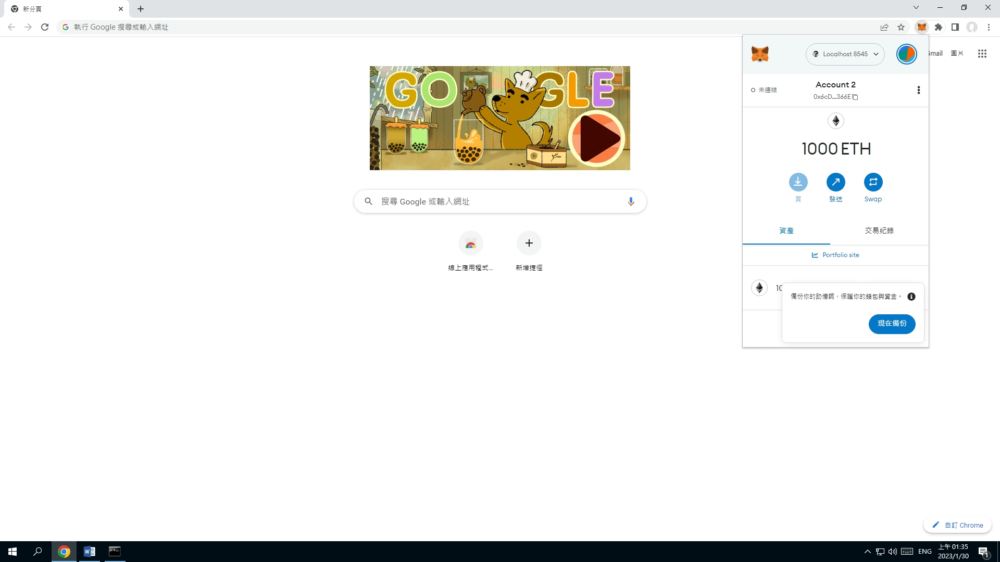 新分頁
執行 Google 搜尋或輸入網址
Gmail
圖片
GOOGLE
搜尋 Google 或輸入網址
線上應用程式...
新增捷徑
Localhost 8545
未連結
Account 2
0x6cD...366E
1000 ETH
買
發送
Swap
資產
交易紀錄
Portfolio site
10
備份你的助憶詞，保護你的錢包與資金。
現在備份
自訂 Chrome
ENG
上午 01:35
2023/1/30
1